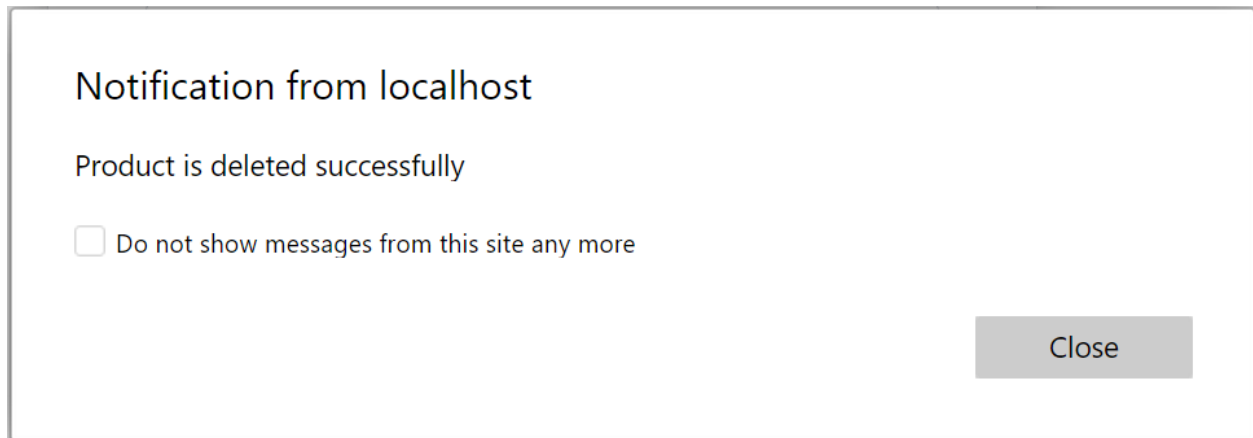 Notification from localhost
Product is deleted successfully
Do not show messages from this site any more
Close